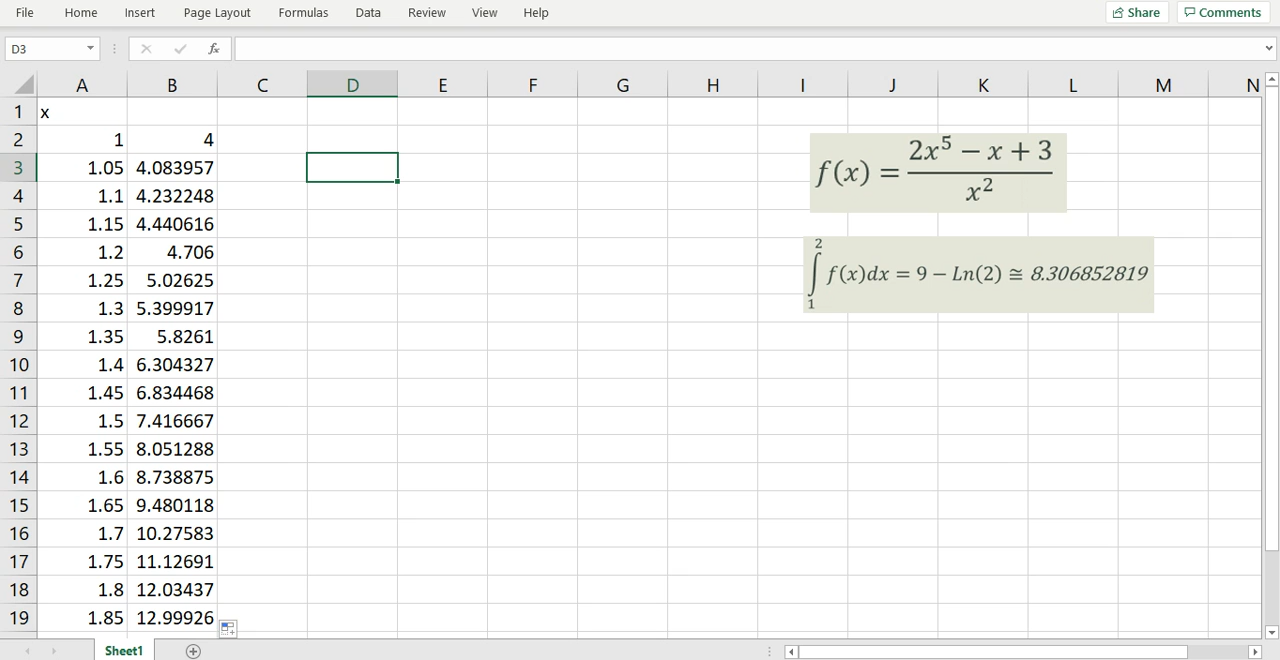 File Home Insert Page Layout Formulas Data Review View Help Share Comments
D3 fx
A B C D E F G H I J K L M N
1 x
2 1 4
3 1.05 4.083957
4 1.1 4.232248
5 1.15 4.440616
6 1.2 4.706
7 1.25 5.02625
8 1.3 5.399917
9 1.35 5.8261
10 1.4 6.304327
11 1.45 6.834468
12 1.5 7.416667
13 1.55 8.051288
14 1.6 8.738875
15 1.65 9.480118
16 1.7 10.27583
17 1.75 11.12691
18 1.8 12.03437
19 1.85 12.99926
f(x) = (2x⁵ − x + 3)/x²
∫₁² f(x)dx = 9 − Ln(2) ≅ 8.306852819
Sheet1